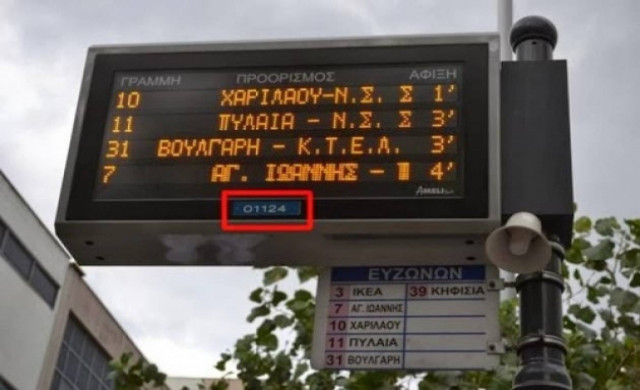 ΓΡΑΜΜΗ ΠΡΟΟΡΙΣΜΟΣ ΑΦΙΞΗ
10 ΧΑΡΙΛΑΟΥ-Ν.Σ. Σ 1'
11 ΠΥΛΑΙΑ - Ν.Σ. Σ 3'
31 ΒΟΥΛΓΑΡΗ - Κ.Τ.Ε.Λ. 3'
7 ΑΓ. ΙΩΑΝΝΗΣ - Π 4'
01124
ΕΥΖΩΝΩΝ
3 ΙΚΕΑ 39 ΚΗΦΙΣΙΑ
7 ΑΓ. ΙΩΑΝΝΗΣ
10 ΧΑΡΙΛΑΟΥ
11 ΠΥΛΑΙΑ
31 ΒΟΥΛΓΑΡΗ